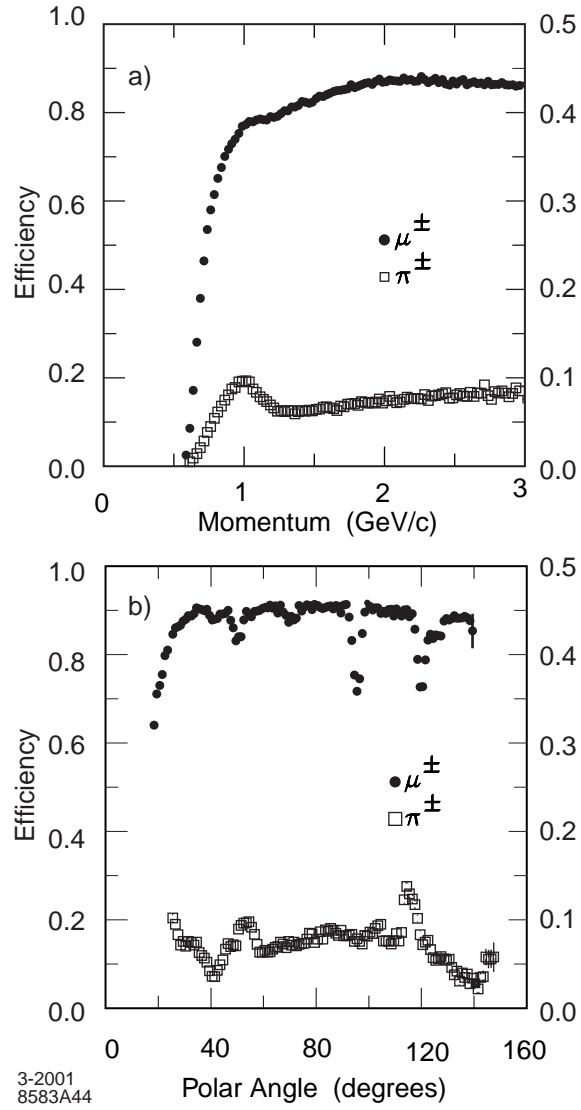 1.0 0.5
a)
0.8 0.4
0.6 0.3
Efficiency
μ±
π±
0.4 0.2
0.2 0.1
0.0 0.0
0 1 2 3
Momentum (GeV/c)
1.0 0.5
b)
0.8 0.4
0.6 0.3
Efficiency
μ±
π±
0.4 0.2
0.2 0.1
0.0 0.0
0 40 80 120 160
Polar Angle (degrees)
3-2001
8583A44